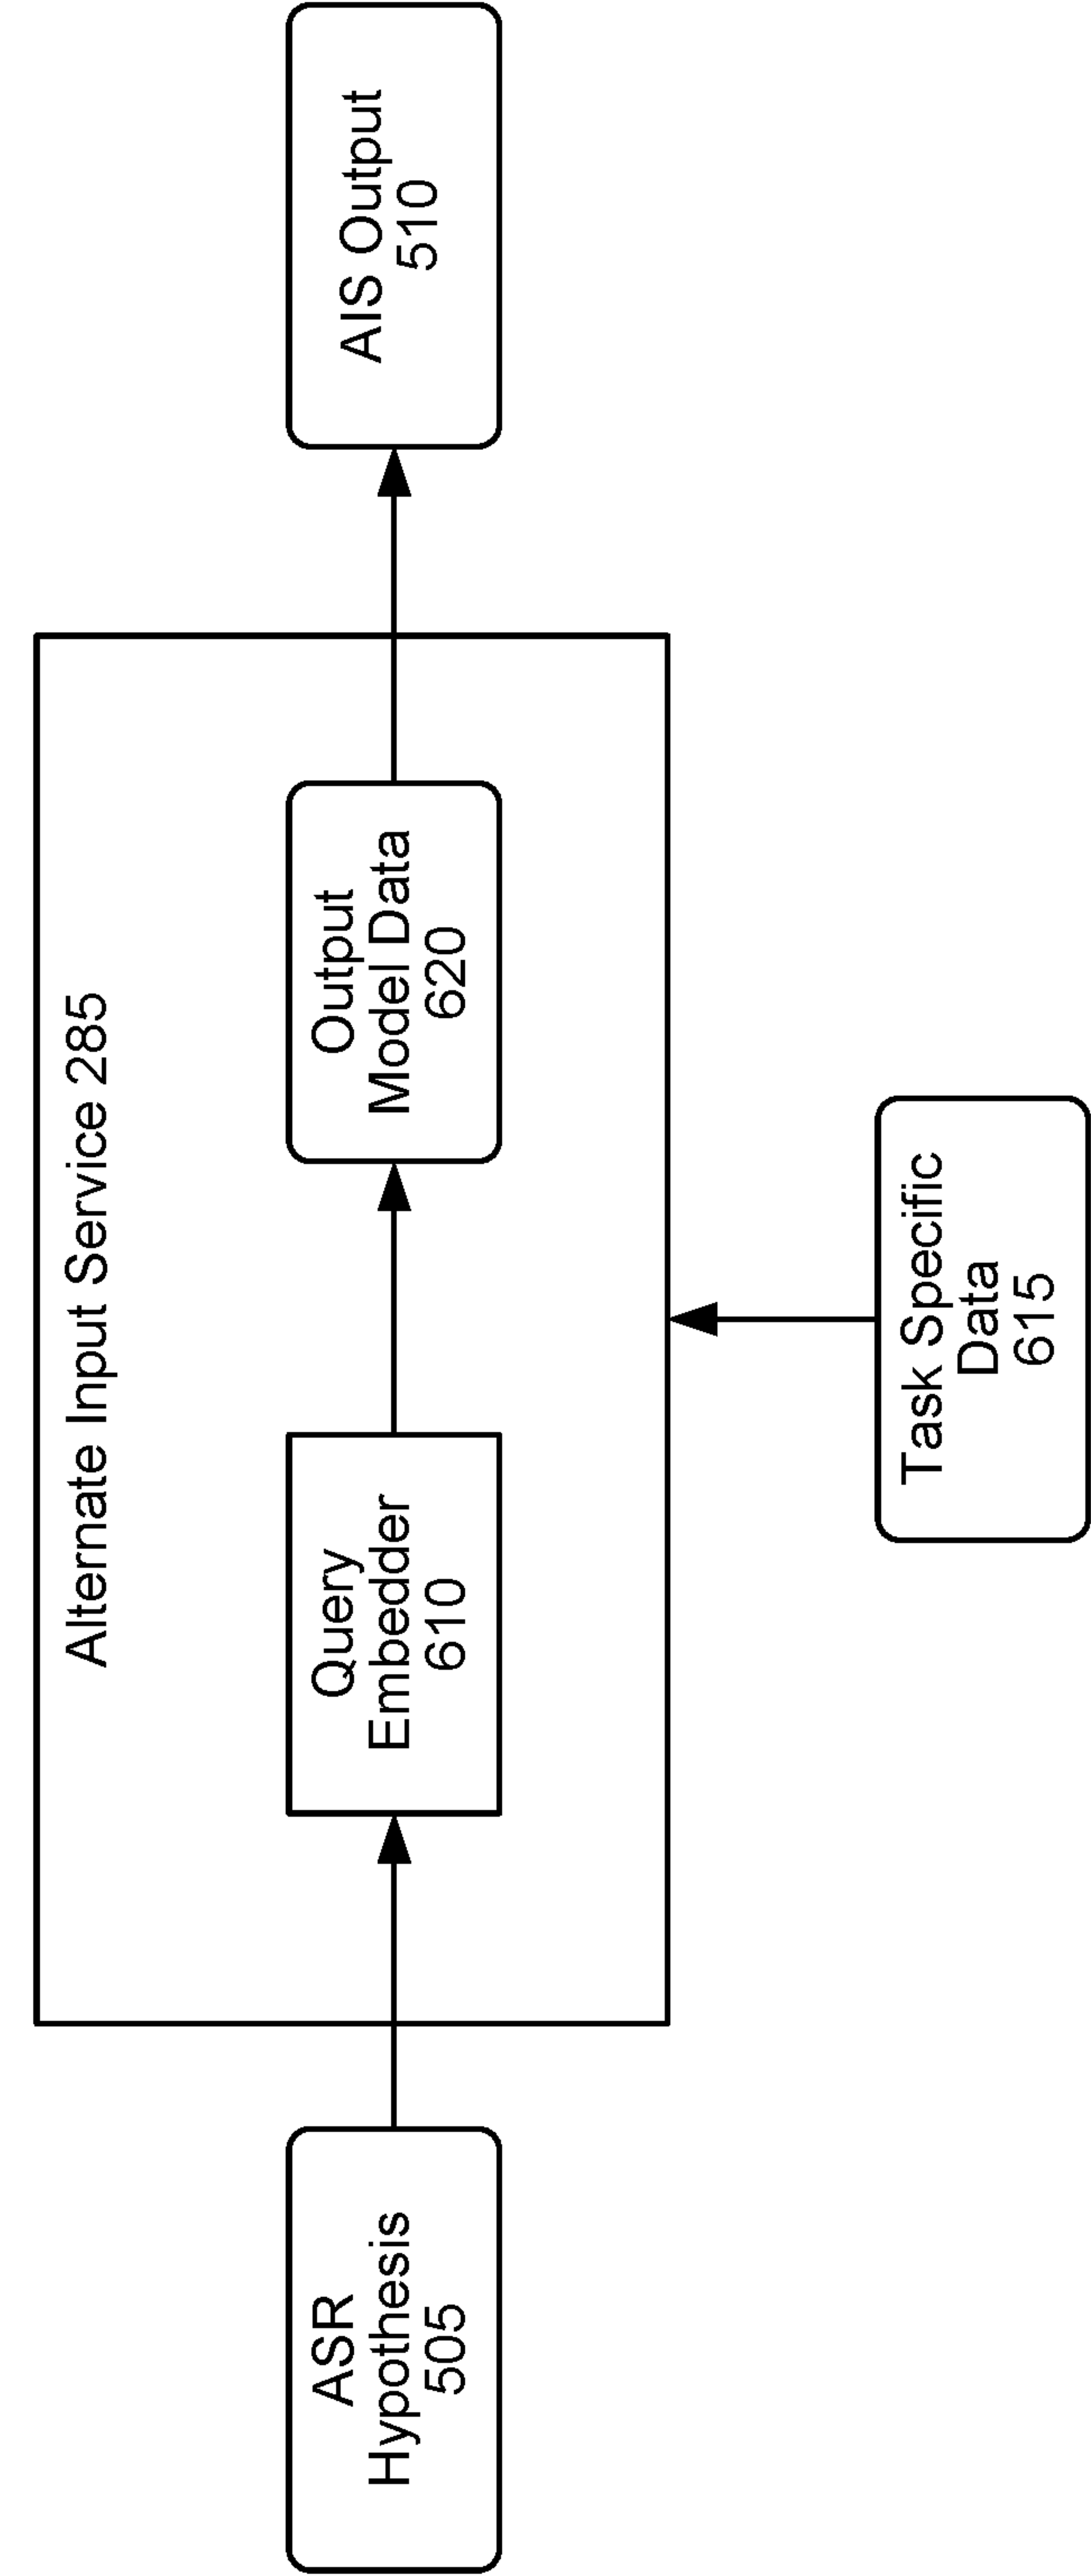 Alternate Input Service 285
ASR
Hypothesis
505
Query
Embedder
610
Output
Model Data
620
AIS Output
510
Task Specific
Data
615